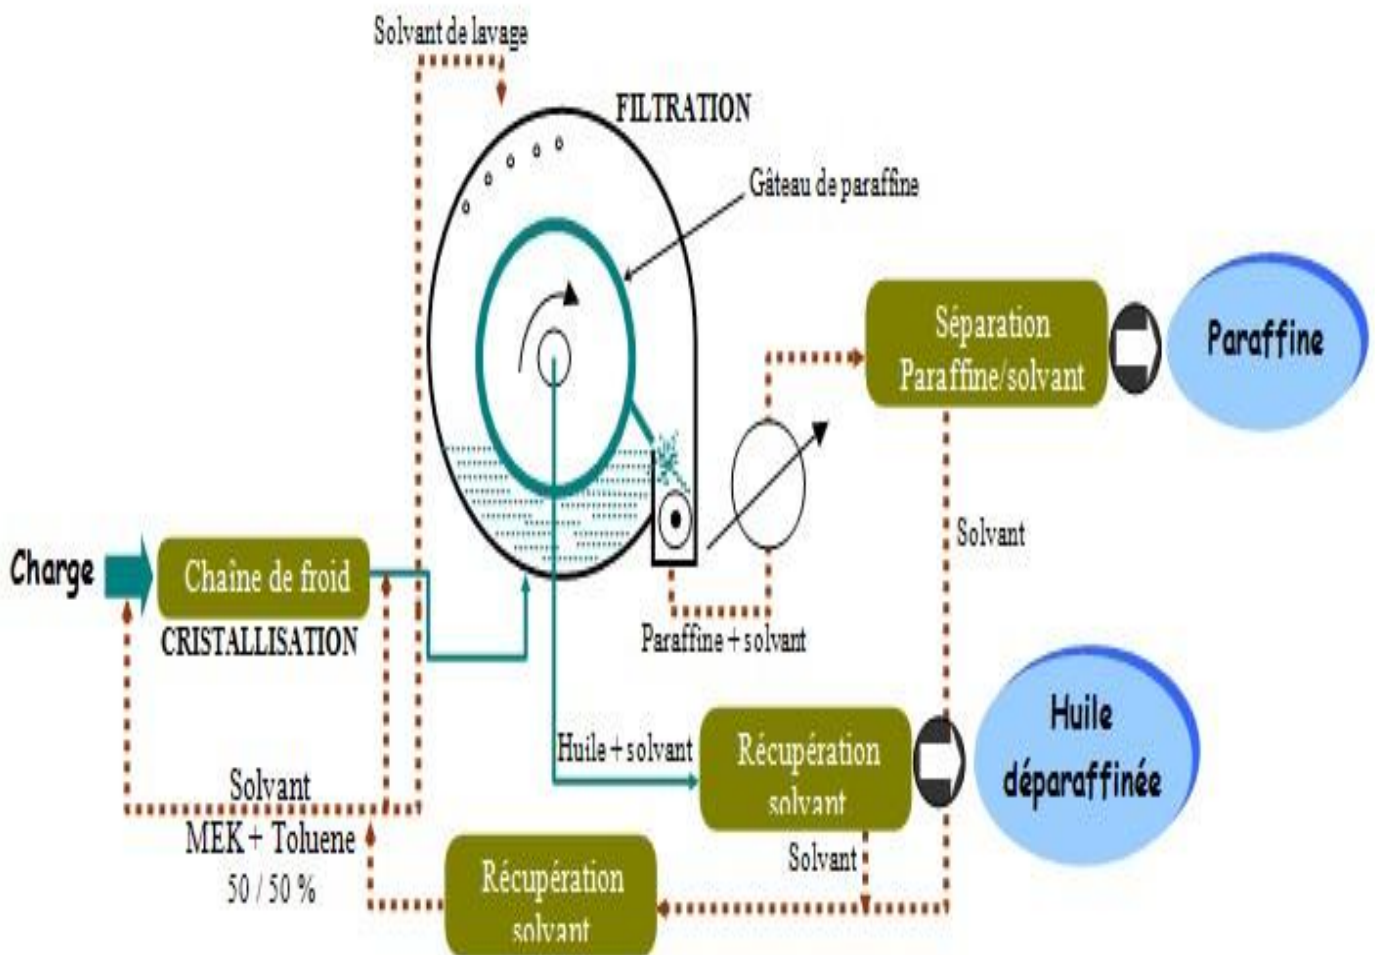 Solvant de lavage
FILTRATION
Gâteau de paraffine
Séparation
Paraffine/solvant
Paraffine
Charge
Chaîne de froid
CRISTALLISATION
Solvant
Paraffine + solvant
Huile + solvant
Récupération
solvant
Huile
déparaffinée
Solvant
MEK + Toluene
50 / 50 %
Solvant
Récupération
solvant